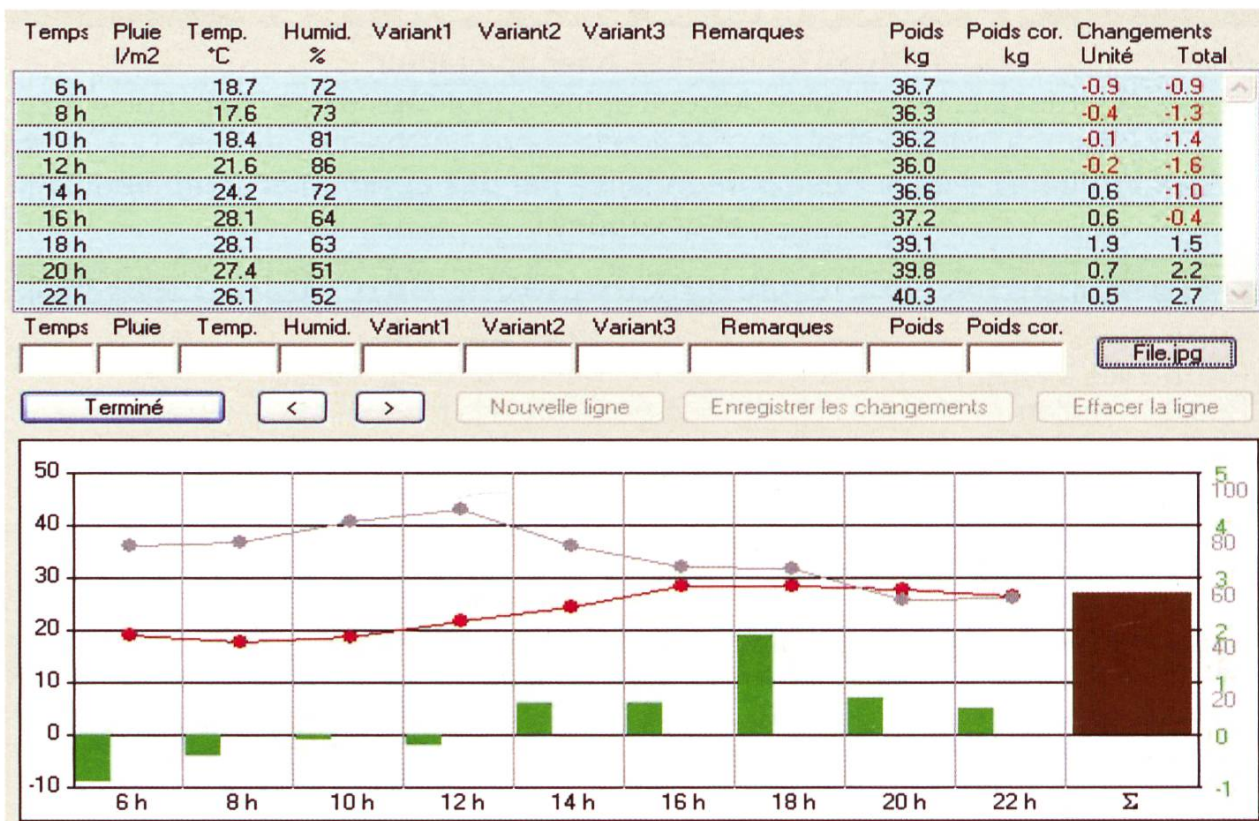 Temps Pluie Temp. Humid. Variant1 Variant2 Variant3 Remarques Poids Poids cor. Changements
l/m2 °C % kg kg Unité Total
6 h 18.7 72 36.7 -0.9 -0.9
8 h 17.6 73 36.3 -0.4 -1.3
10 h 18.4 81 36.2 -0.1 -1.4
12 h 21.6 86 36.0 -0.2 -1.6
14 h 24.2 72 36.6 0.6 -1.0
16 h 28.1 64 37.2 0.6 -0.4
18 h 28.1 63 39.1 1.9 1.5
20 h 27.4 51 39.8 0.7 2.2
22 h 26.1 52 40.3 0.5 2.7
Temps Pluie Temp. Humid. Variant1 Variant2 Variant3 Remarques Poids Poids cor.
File.jpg
Terminé < > Nouvelle ligne Enregistrer les changements Effacer la ligne
50 5
100
40 4
80
30 3
60
20 2
40
10 1
20
0 0
-10 -1
6 h 8 h 10 h 12 h 14 h 16 h 18 h 20 h 22 h Σ